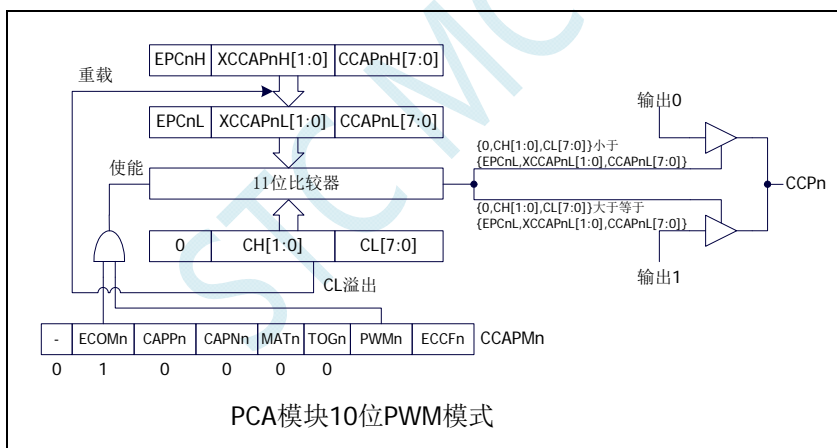 EPCnH XCCAPnH[1:0] CCAPnH[7:0]
重载
EPCnL XCCAPnL[1:0] CCAPnL[7:0]
输出0
使能
{0,CH[1:0],CL[7:0]}小于
{EPCnL,XCCAPnL[1:0],CCAPnL[7:0]}
11位比较器
CCPn
{0,CH[1:0],CL[7:0]}大于等于
{EPCnL,XCCAPnL[1:0],CCAPnL[7:0]}
0 CH[1:0] CL[7:0]
输出1
CL溢出
- ECOMn CAPPn CAPNn MATn TOGn PWMn ECCFn CCAPMn
0 1 0 0 0 0
PCA模块10位PWM模式
STC MC